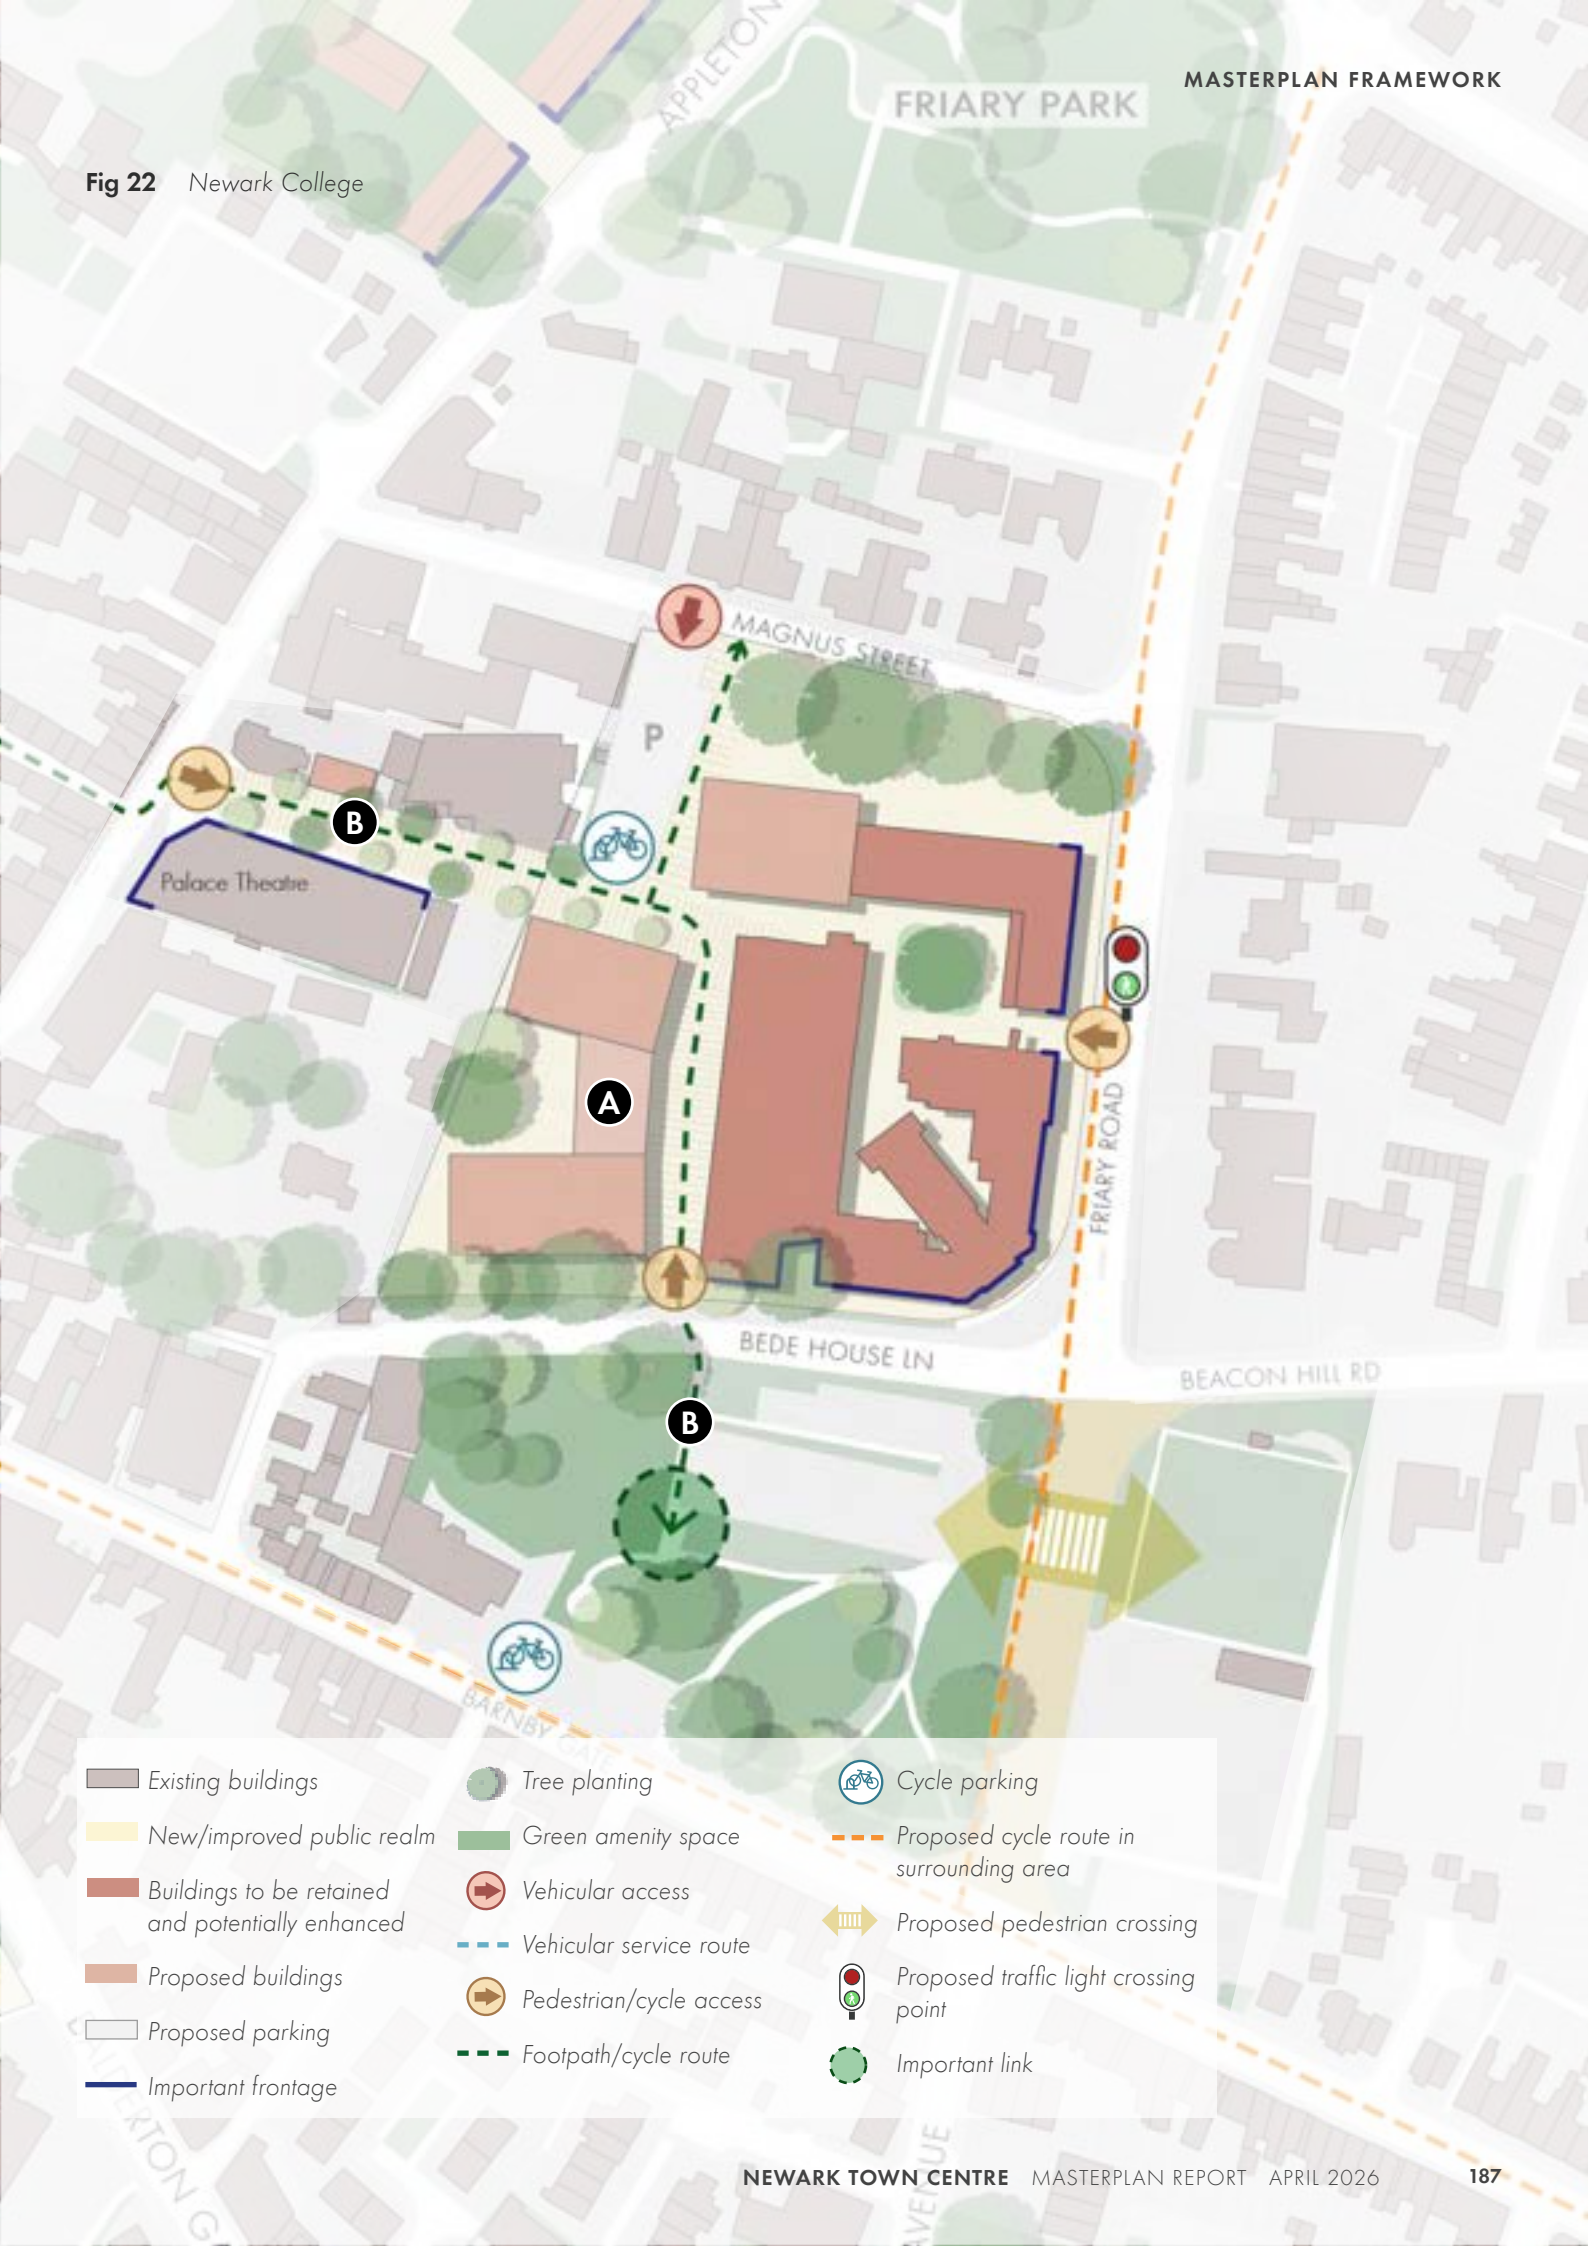 MASTERPLAN FRAMEWORK
APPLETON
FRIARY PARK
Fig 22 Newark College
MAGNUS STREET
P
B
Palace Theatre
A
FRIARY ROAD
BEDE HOUSE LN
BEACON HILL RD
B
BARNBY GATE
Existing buildings
New/improved public realm
Buildings to be retained
and potentially enhanced
Proposed buildings
Proposed parking
Important frontage
Tree planting
Green amenity space
Vehicular access
Vehicular service route
Pedestrian/cycle access
Footpath/cycle route
Cycle parking
Proposed cycle route in
surrounding area
Proposed pedestrian crossing
Proposed traffic light crossing
point
Important link
AVENUE
NEWARK TOWN CENTRE MASTERPLAN REPORT APRIL 2026 187